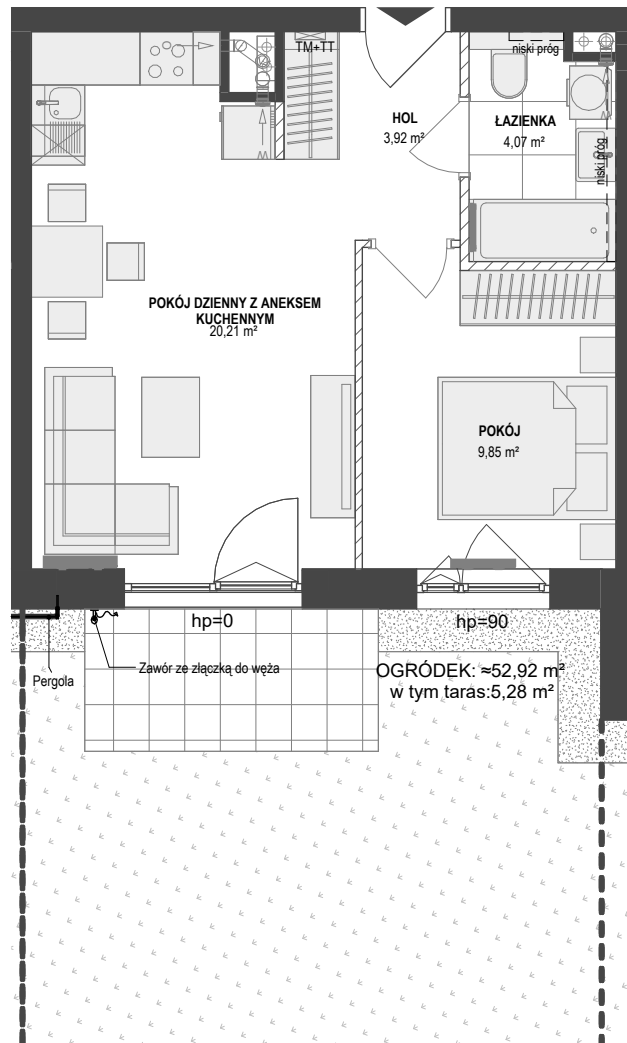 TM+TT
niski próg
HOL
3,92 m²
ŁAZIENKA
4,07 m²
niski próg
POKÓJ DZIENNY Z ANEKSEM
KUCHENNYM
20,21 m²
POKÓJ
9,85 m²
hp=0
hp=90
Pergola
Zawór ze złączką do węża
OGRÓDEK: ≈52,92 m²
w tym taras:5,28 m²